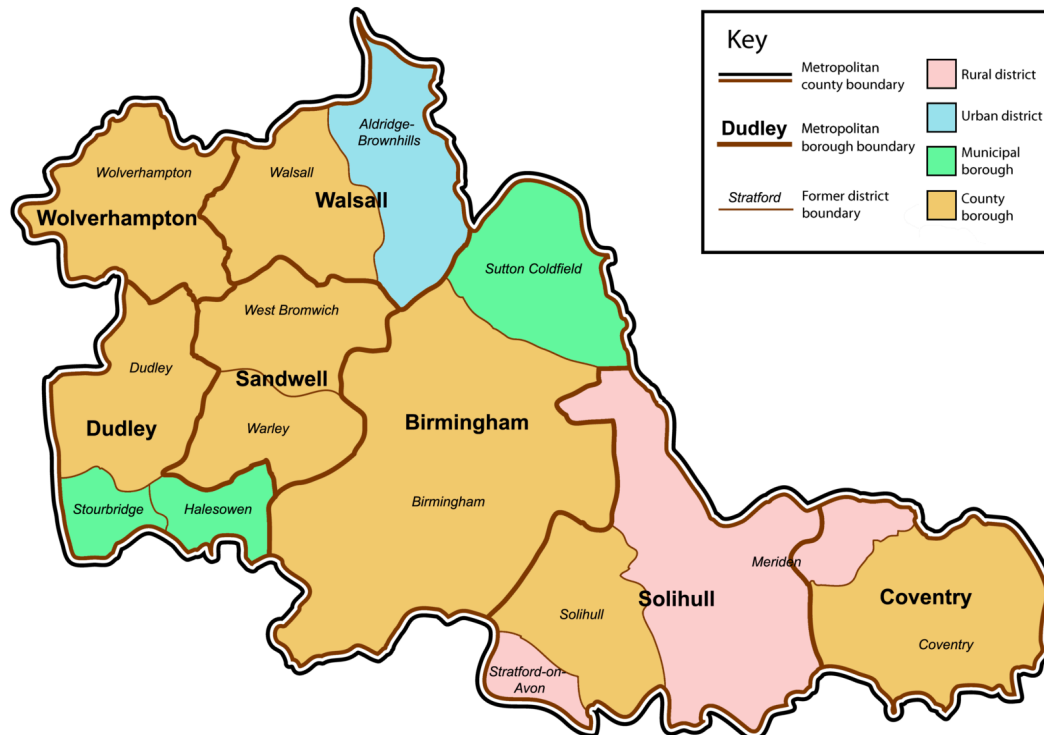 Key
Metropolitan
county boundary
Dudley
Metropolitan
borough boundary
Stratford
Former district
boundary
Rural district
Urban district
Municipal
borough
County
borough
Aldridge-
Brownhills
Wolverhampton
Walsall
Walsall
Wolverhampton
Sutton Coldfield
West Bromwich
Dudley
Sandwell
Birmingham
Dudley
Warley
Birmingham
Stourbridge
Halesowen
Meriden
Solihull
Coventry
Solihull
Coventry
Stratford-on-
Avon